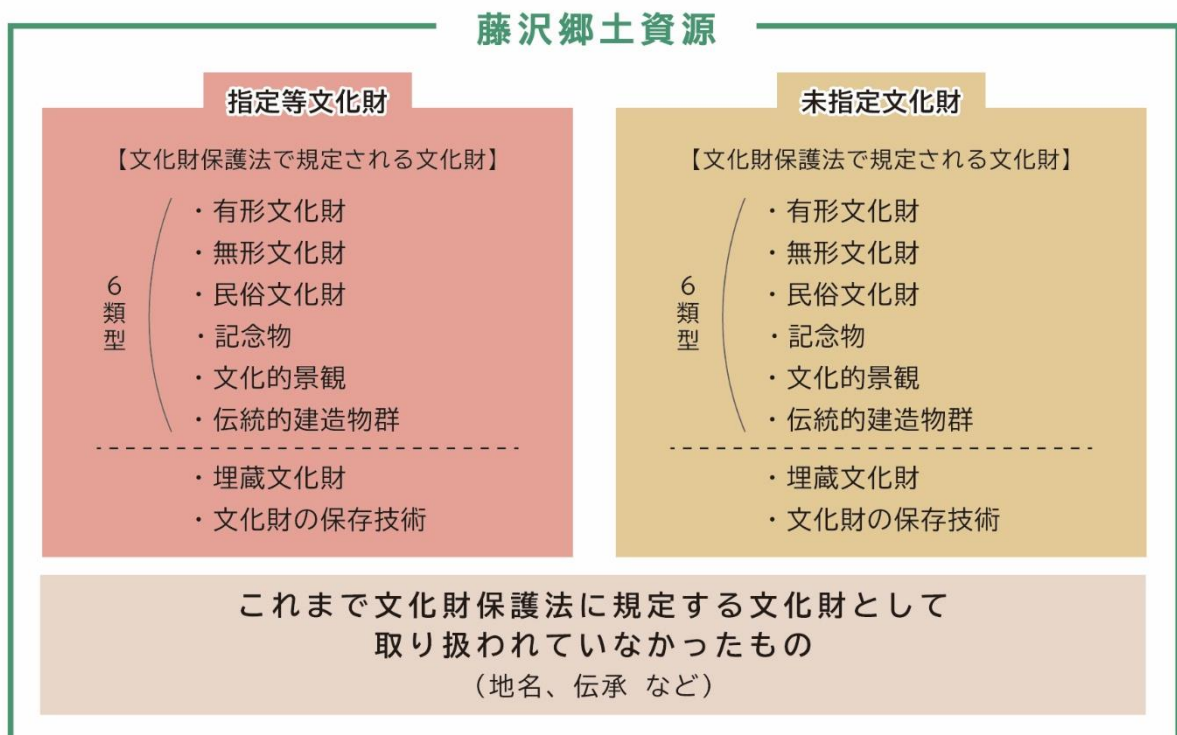 藤沢郷土資源
指定等文化財
【文化財保護法で規定される文化財】
6類型
・有形文化財
・無形文化財
・民俗文化財
・記念物
・文化的景観
・伝統的建造物群
・埋蔵文化財
・文化財の保存技術
未指定文化財
【文化財保護法で規定される文化財】
6類型
・有形文化財
・無形文化財
・民俗文化財
・記念物
・文化的景観
・伝統的建造物群
・埋蔵文化財
・文化財の保存技術
これまで文化財保護法に規定する文化財として
取り扱われていなかったもの
（地名、伝承 など）